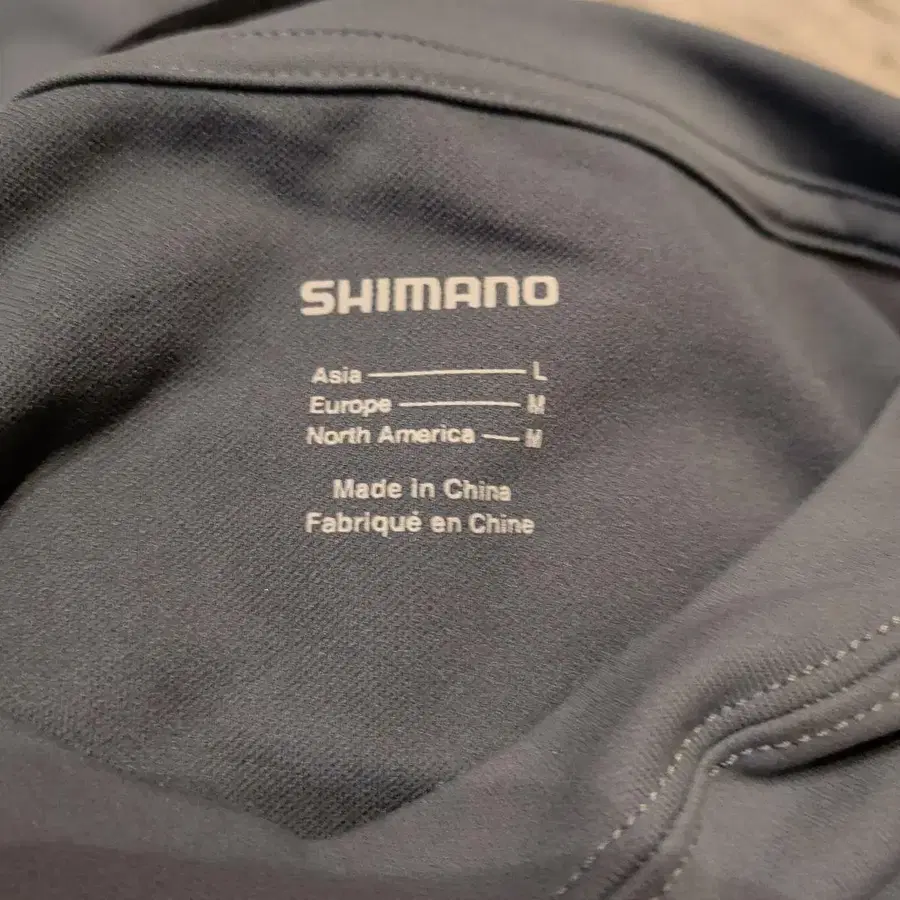 SHIMANO
Asia L
Europe M
North America M
Made in China
Fabriqué en Chine